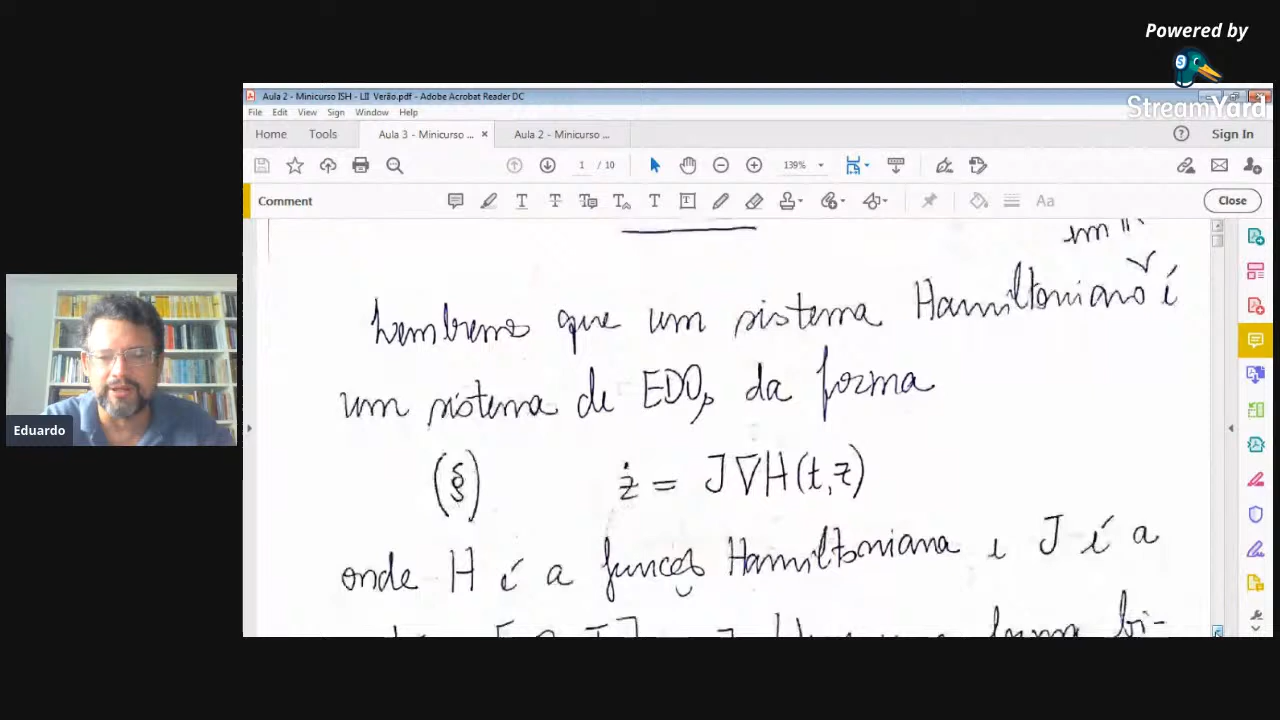 Powered by
StreamYard
Aula 2 - Minicurso ISH - LII Verão.pdf - Adobe Acrobat Reader DC
File Edit View Sign Window Help
Home Tools Aula 3 - Minicurso ... × Aula 2 - Minicurso ... Sign In
1 / 10 139%
Comment Close
em
Lembremos que um sistema Hamiltoniano é
um sistema de EDOs da forma
(§) ż = J∇H(t,z)
onde H é a função Hamiltoniana e J é a
bi-
Eduardo